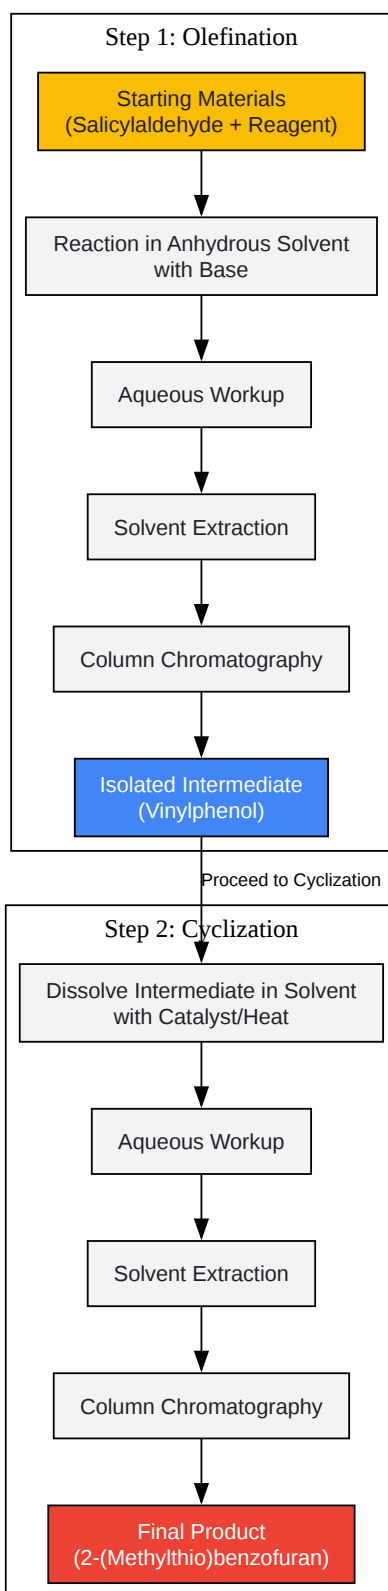 Step 1: Olefination
Starting Materials
(Salicylaldehyde + Reagent)
Reaction in Anhydrous Solvent
with Base
Aqueous Workup
Solvent Extraction
Column Chromatography
Isolated Intermediate
(Vinylphenol)
Proceed to Cyclization
Step 2: Cyclization
Dissolve Intermediate in Solvent
with Catalyst/Heat
Aqueous Workup
Solvent Extraction
Column Chromatography
Final Product
(2-(Methylthio)benzofuran)